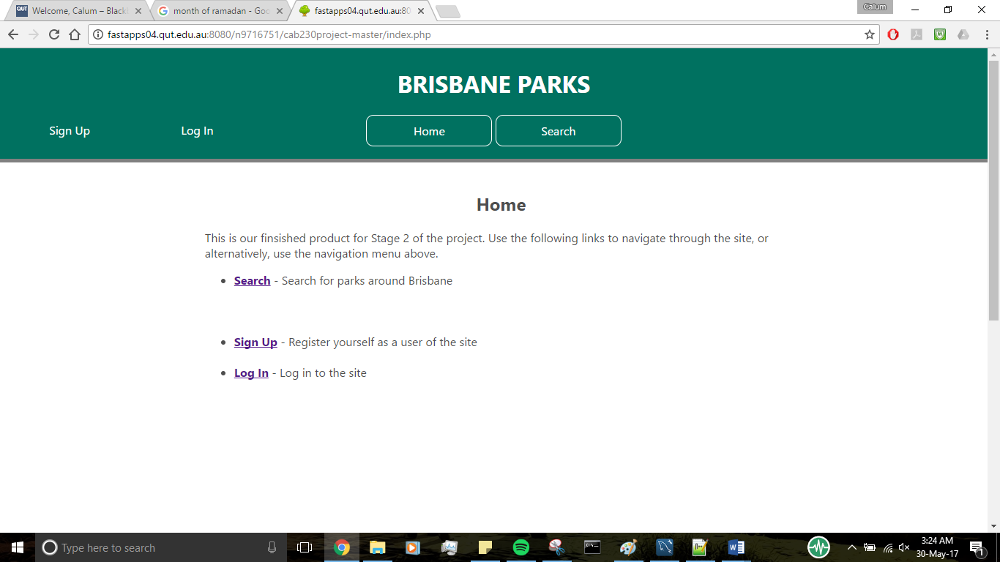 Welcome, Calum – Black
month of ramadan - Goo
fastapps04.qut.edu.au:80
Calum
fastapps04.qut.edu.au:8080/n9716751/cab230project-master/index.php
BRISBANE PARKS
Sign Up
Log In
Home
Search
Home
This is our finsished product for Stage 2 of the project. Use the following links to navigate through the site, or
alternatively, use the navigation menu above.
Search - Search for parks around Brisbane
Sign Up - Register yourself as a user of the site
Log In - Log in to the site
Type here to search
3:24 AM
30-May-17
1